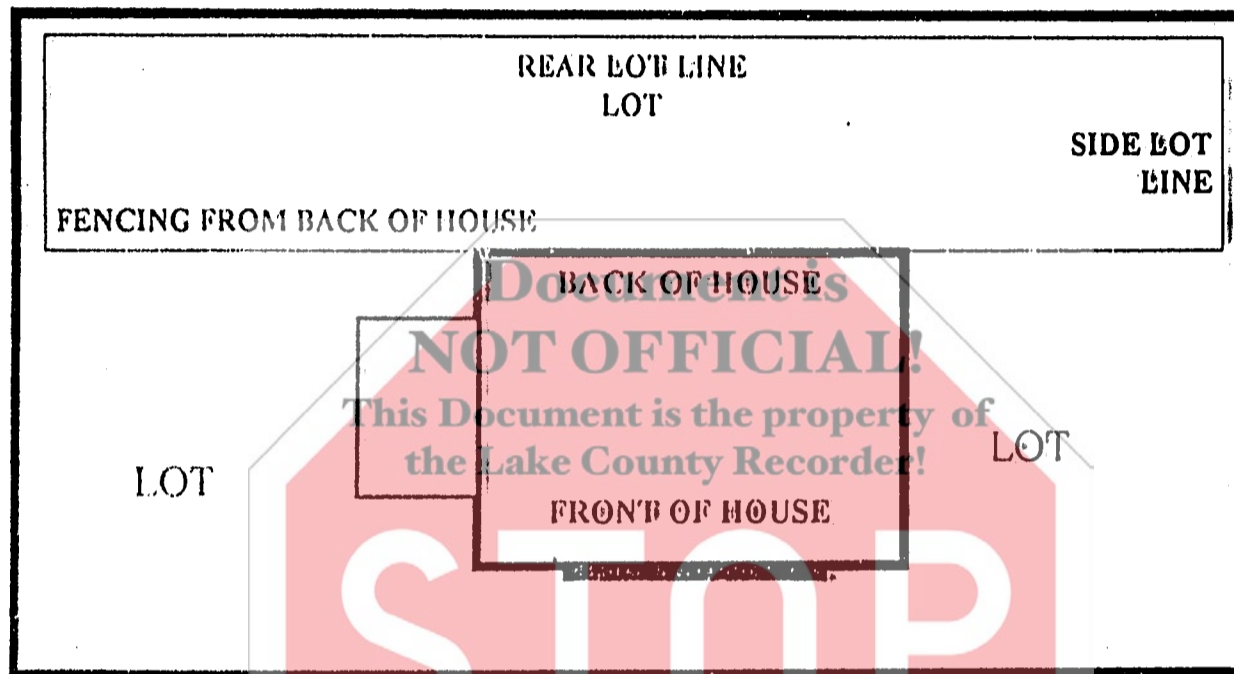 REAR LOT LINE
LOT
SIDE LOT
LINE
FENCING FROM BACK OF HOUSE
BACK OF HOUSE
Document is
NOT OFFICIAL!
This Document is the property of
the Lake County Recorder!
LOT
LOT
FRONT OF HOUSE
STOP